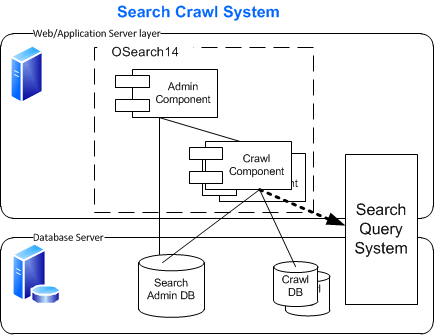 Search Crawl System
Web/Application Server layer
OSearch14
Admin
Component
Crawl
Component
Search
Query
System
Database Server
Search
Admin DB
Crawl
DB